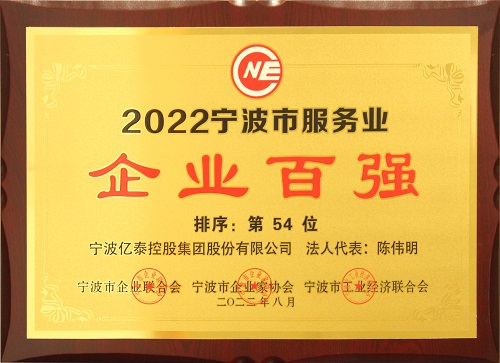 NE
2022宁波市服务业
企业百强
排序：第 54 位
宁波亿泰控股集团股份有限公司 法人代表：陈伟明
宁波市企业联合会 宁波市企业家协会 宁波市工业经济联合会
二〇二二年八月